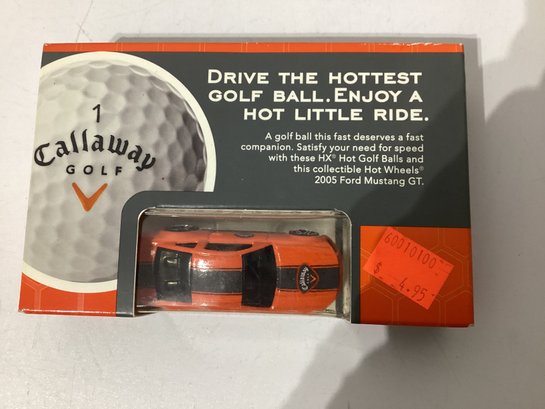 DRIVE THE HOTTEST
GOLF BALL. ENJOY A
HOT LITTLE RIDE.
A golf ball this fast deserves a fast
companion. Satisfy your need for speed
with these HX® Hot Golf Balls and
this collectible Hot Wheels®
2005 Ford Mustang GT.
1
Callaway
GOLF
Callaway
60010100
$ 4.95